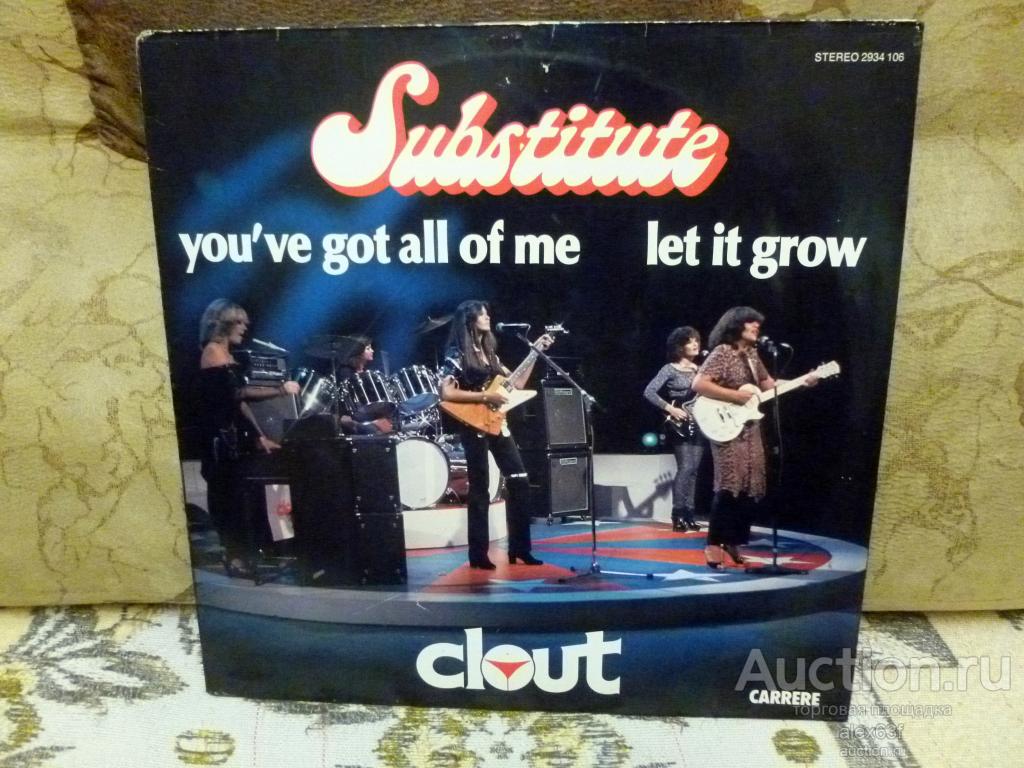 STEREO 2934 106
Substitute
you've got all of me let it grow
clout
CARRERE
Auction.ru
торговая площадка
alex63f
auction.ru